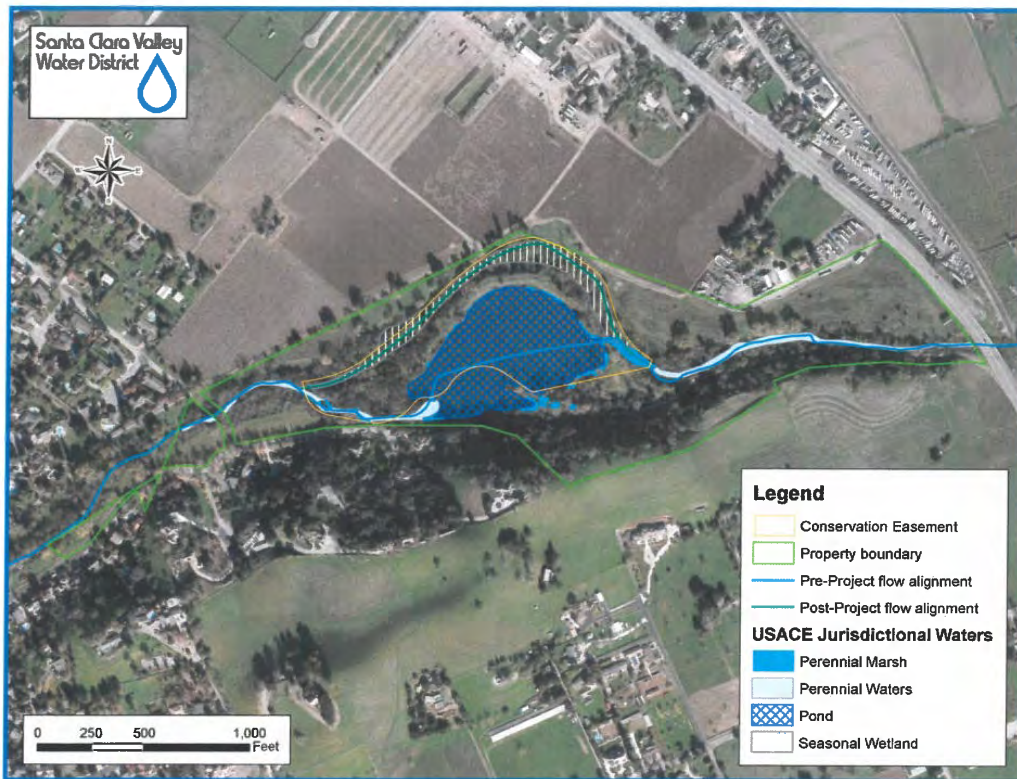 Santa Clara Valley
Water District
N
Legend
Conservation Easement
Property boundary
Pre-Project flow alignment
Post-Project flow alignment
USACE Jurisdictional Waters
Perennial Marsh
Perennial Waters
Pond
Seasonal Wetland
0 250 500 1,000
Feet